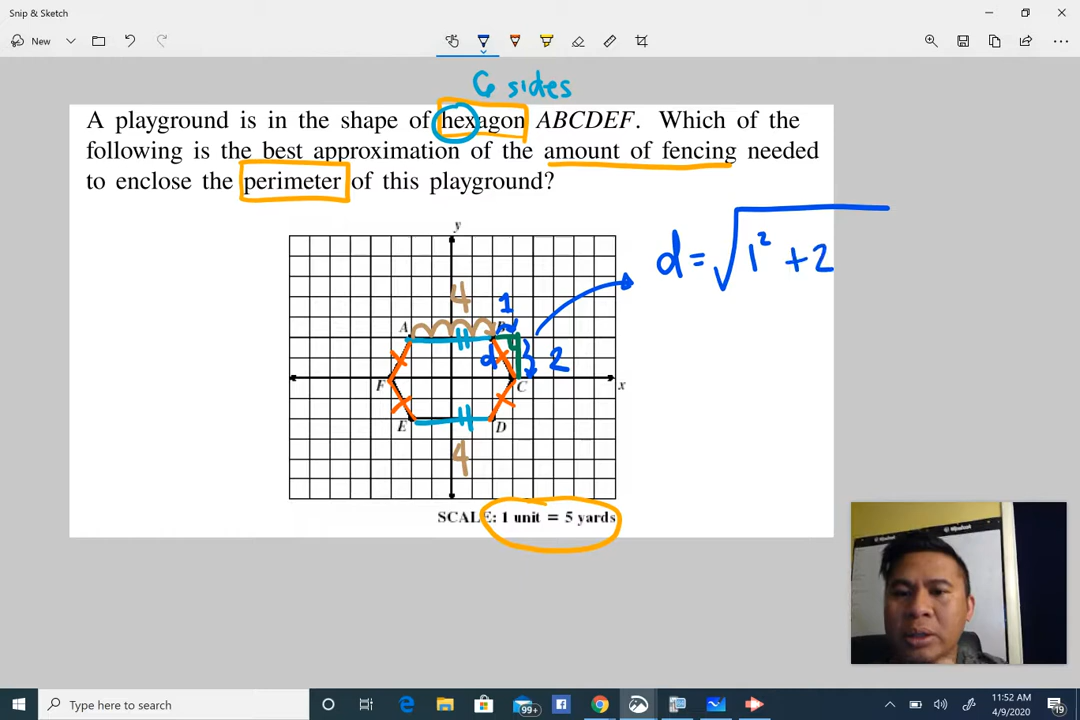 Snip & Sketch
New
6 sides
A playground is in the shape of hexagon ABCDEF. Which of the
following is the best approximation of the amount of fencing needed
to enclose the perimeter of this playground?
d = √1² + 2
y
4
1
A
B
d
2
F
C
x
E
D
4
SCALE: 1 unit = 5 yards
Type here to search
99+
11:52 AM
4/9/2020
19